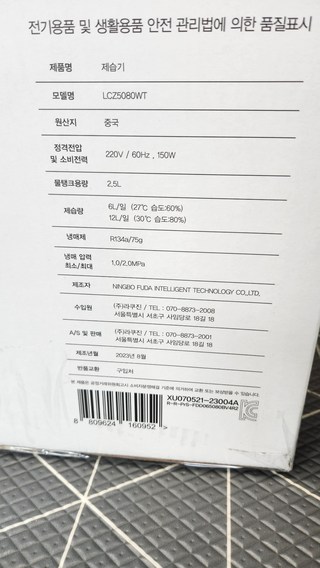 전기용품 및 생활용품 안전 관리법에 의한 품질표시
제품명 제습기
모델명 LCZ5080WT
원산지 중국
정격전압 및 소비전력 220V / 60Hz , 150W
물탱크용량 2.5L
제습량 6L/일 (27℃ 습도:60%)
12L/일 (30℃ 습도:80%)
냉매체 R134a/75g
냉매 압력 최소/최대 1.0/2.0MPa
제조자 NINGBO FUDA INTELLIGENT TECHNOLOGY CO.,LTD.
수입원 (주)라쿠진 / TEL : 070-8873-2008
서울특별시 서초구 사임당로 18길 18
A/S 및 판매 (주)라쿠진 / TEL : 070-8873-2001
서울특별시 서초구 사임당로 18길 18
제조년월 2023년 8월
반품교환 구입처
XU070521-23004A
8 809624 160952